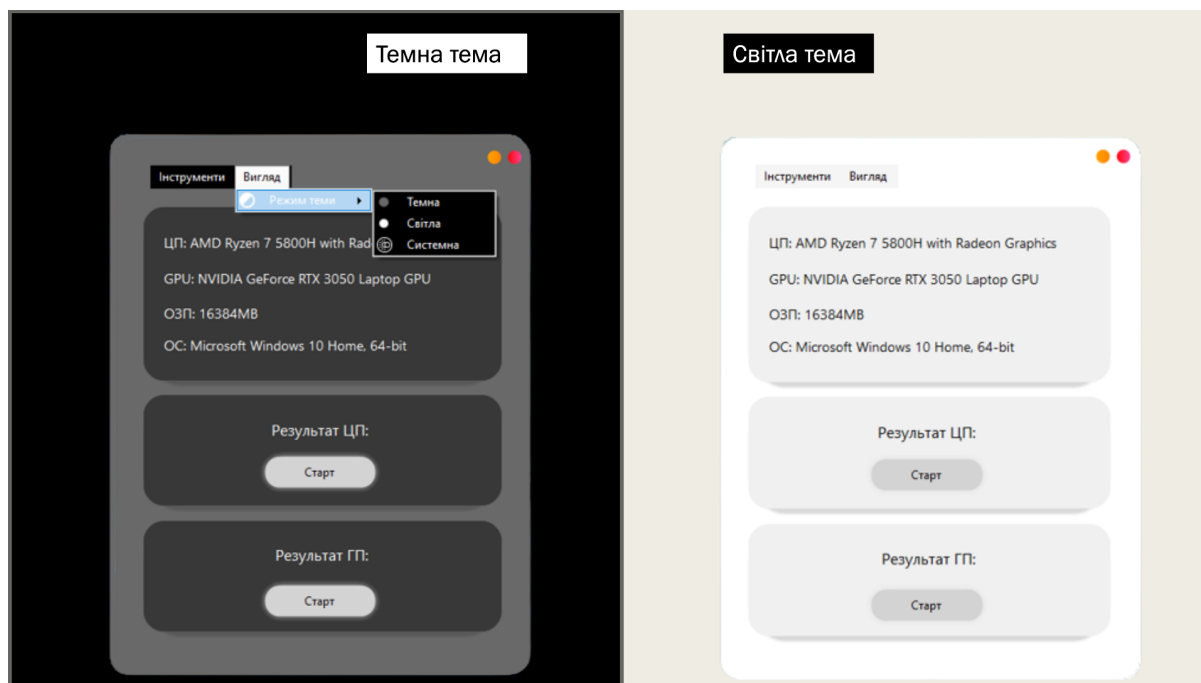 Темна тема
Інструменти Вигляд
Режим теми
Темна
Світла
Системна
ЦП: AMD Ryzen 7 5800H with Rad
GPU: NVIDIA GeForce RTX 3050 Laptop GPU
ОЗП: 16384MB
ОС: Microsoft Windows 10 Home, 64-bit
Результат ЦП:
Старт
Результат ГП:
Старт
Світла тема
Інструменти Вигляд
ЦП: AMD Ryzen 7 5800H with Radeon Graphics
GPU: NVIDIA GeForce RTX 3050 Laptop GPU
ОЗП: 16384MB
ОС: Microsoft Windows 10 Home, 64-bit
Результат ЦП:
Старт
Результат ГП:
Старт